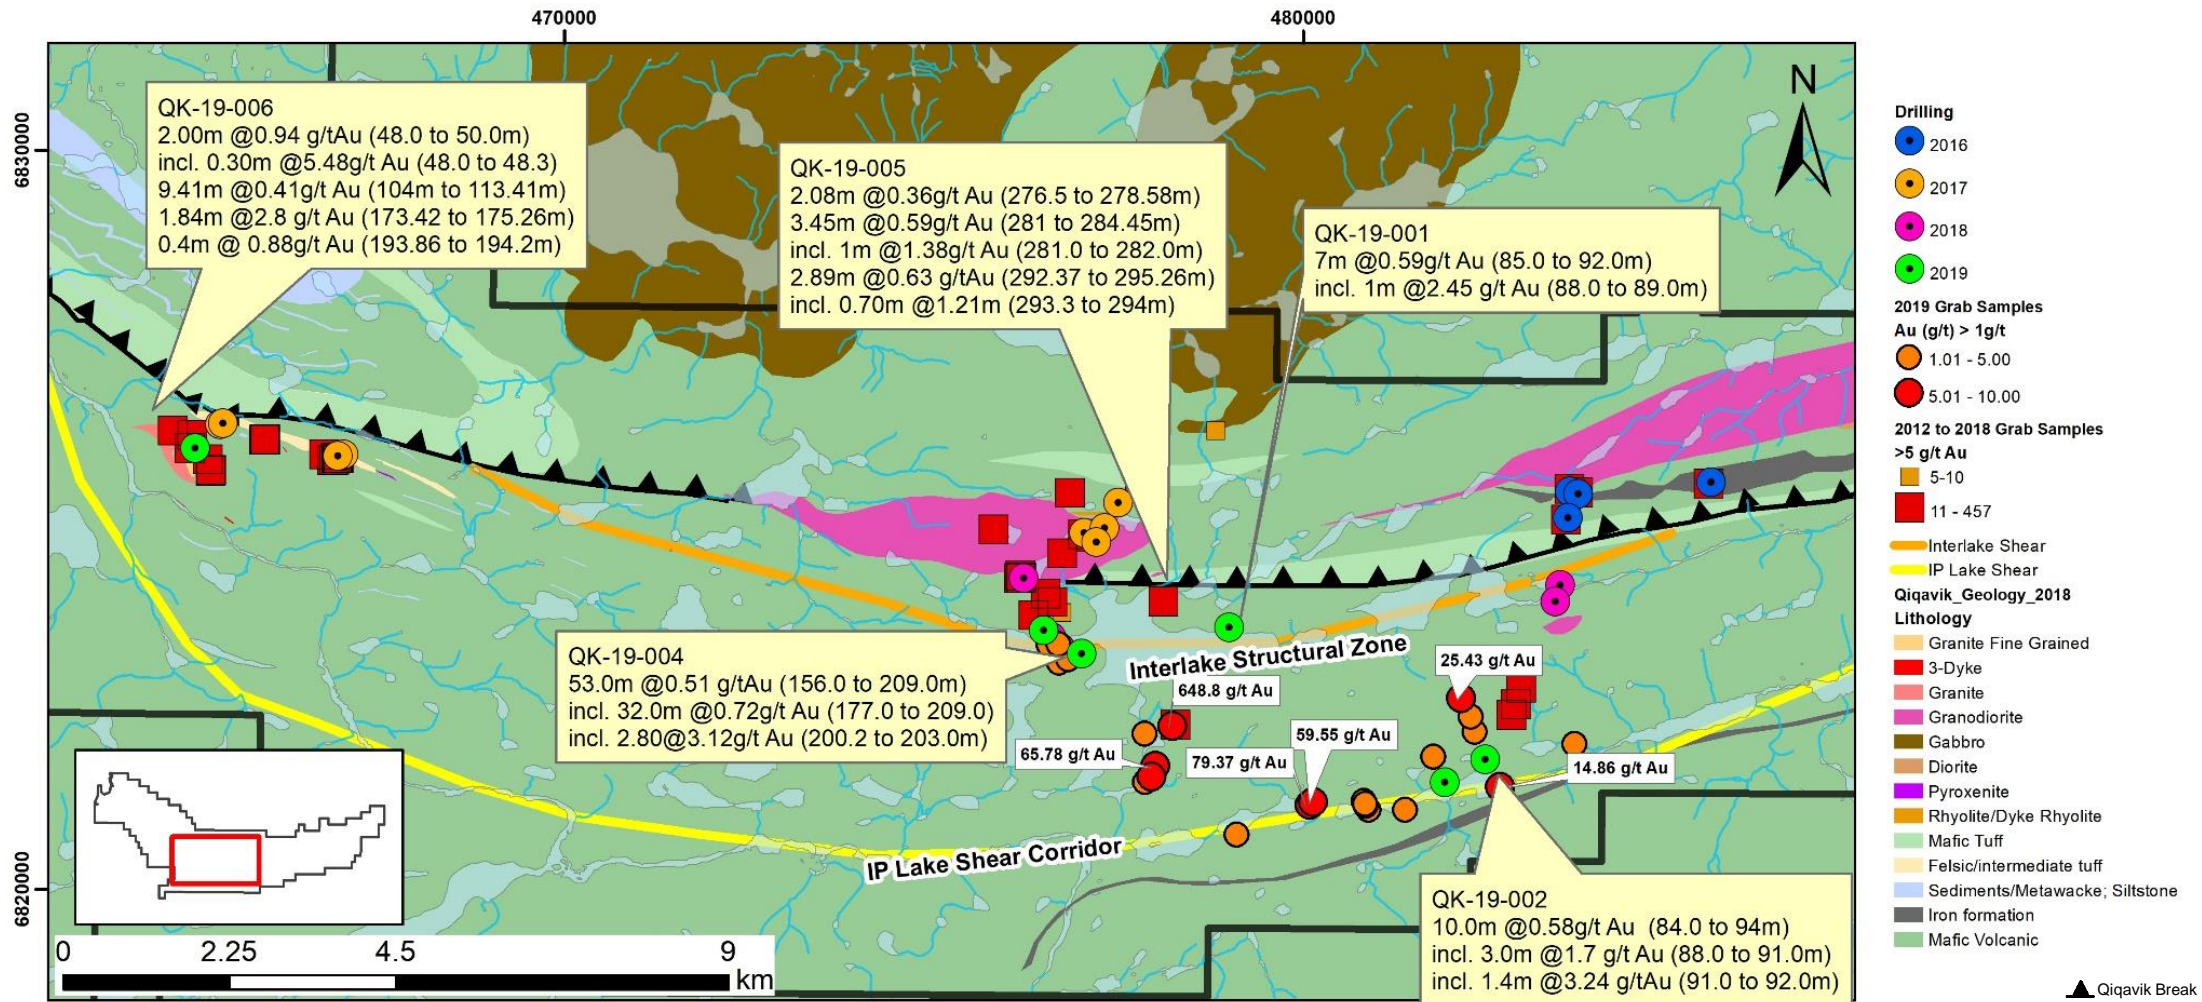 470000
480000
6830000
6820000
N
QK-19-006
2.00m @0.94 g/tAu (48.0 to 50.0m)
incl. 0.30m @5.48g/t Au (48.0 to 48.3)
9.41m @0.41g/t Au (104m to 113.41m)
1.84m @2.8 g/t Au (173.42 to 175.26m)
0.4m @ 0.88g/t Au (193.86 to 194.2m)
QK-19-005
2.08m @0.36g/t Au (276.5 to 278.58m)
3.45m @0.59g/t Au (281 to 284.45m)
incl. 1m @1.38g/t Au (281.0 to 282.0m)
2.89m @0.63 g/tAu (292.37 to 295.26m)
incl. 0.70m @1.21m (293.3 to 294m)
QK-19-001
7m @0.59g/t Au (85.0 to 92.0m)
incl. 1m @2.45 g/t Au (88.0 to 89.0m)
QK-19-004
53.0m @0.51 g/tAu (156.0 to 209.0m)
incl. 32.0m @0.72g/t Au (177.0 to 209.0)
incl. 2.80@3.12g/t Au (200.2 to 203.0m)
Interlake Structural Zone
25.43 g/t Au
648.8 g/t Au
59.55 g/t Au
65.78 g/t Au
79.37 g/t Au
14.86 g/t Au
IP Lake Shear Corridor
QK-19-002
10.0m @0.58g/t Au (84.0 to 94m)
incl. 3.0m @1.7 g/t Au (88.0 to 91.0m)
incl. 1.4m @3.24 g/tAu (91.0 to 92.0m)
0 2.25 4.5 9
km
Drilling
2016
2017
2018
2019
2019 Grab Samples
Au (g/t) > 1g/t
1.01 - 5.00
5.01 - 10.00
2012 to 2018 Grab Samples
>5 g/t Au
5-10
11 - 457
Interlake Shear
IP Lake Shear
Qiqavik_Geology_2018
Lithology
Granite Fine Grained
3-Dyke
Granite
Granodiorite
Gabbro
Diorite
Pyroxenite
Rhyolite/Dyke Rhyolite
Mafic Tuff
Felsic/intermediate tuff
Sediments/Metawacke; Siltstone
Iron formation
Mafic Volcanic
Qiqavik Break